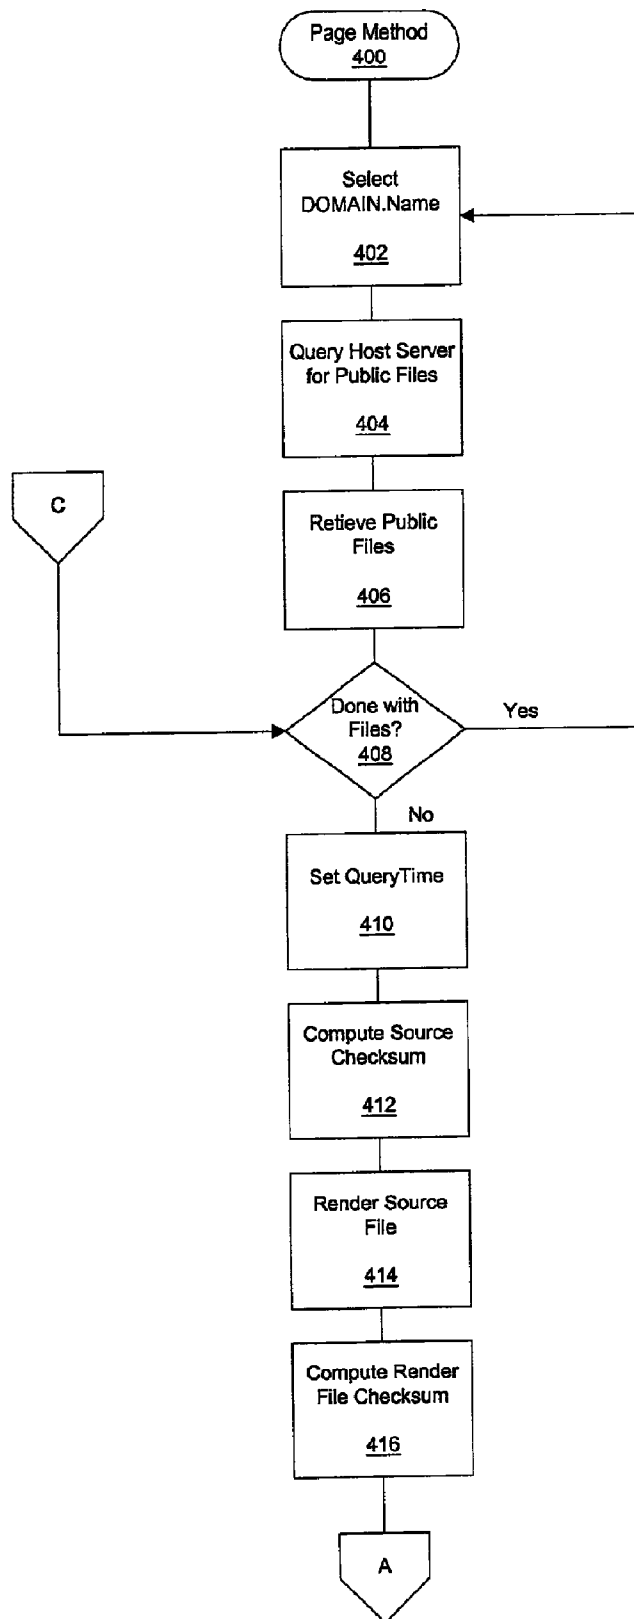 Page Method
400
Select
DOMAIN.Name
402
Query Host Server
for Public Files
404
C
Retieve Public
Files
406
Done with
Files?
408
Yes
No
Set QueryTime
410
Compute Source
Checksum
412
Render Source
File
414
Compute Render
File Checksum
416
A